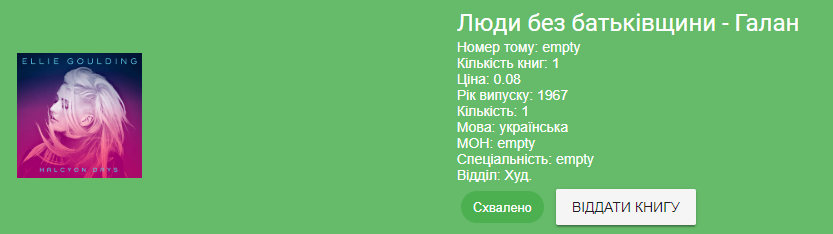 ELLIE GOULDING
HALCYON DAYS
Люди без батьківщини - Галан
Номер тому: empty
Кількість книг: 1
Ціна: 0.08
Рік випуску: 1967
Кількість: 1
Мова: українська
МОН: empty
Спеціальність: empty
Відділ: Худ.
Схвалено
ВІДДАТИ КНИГУ